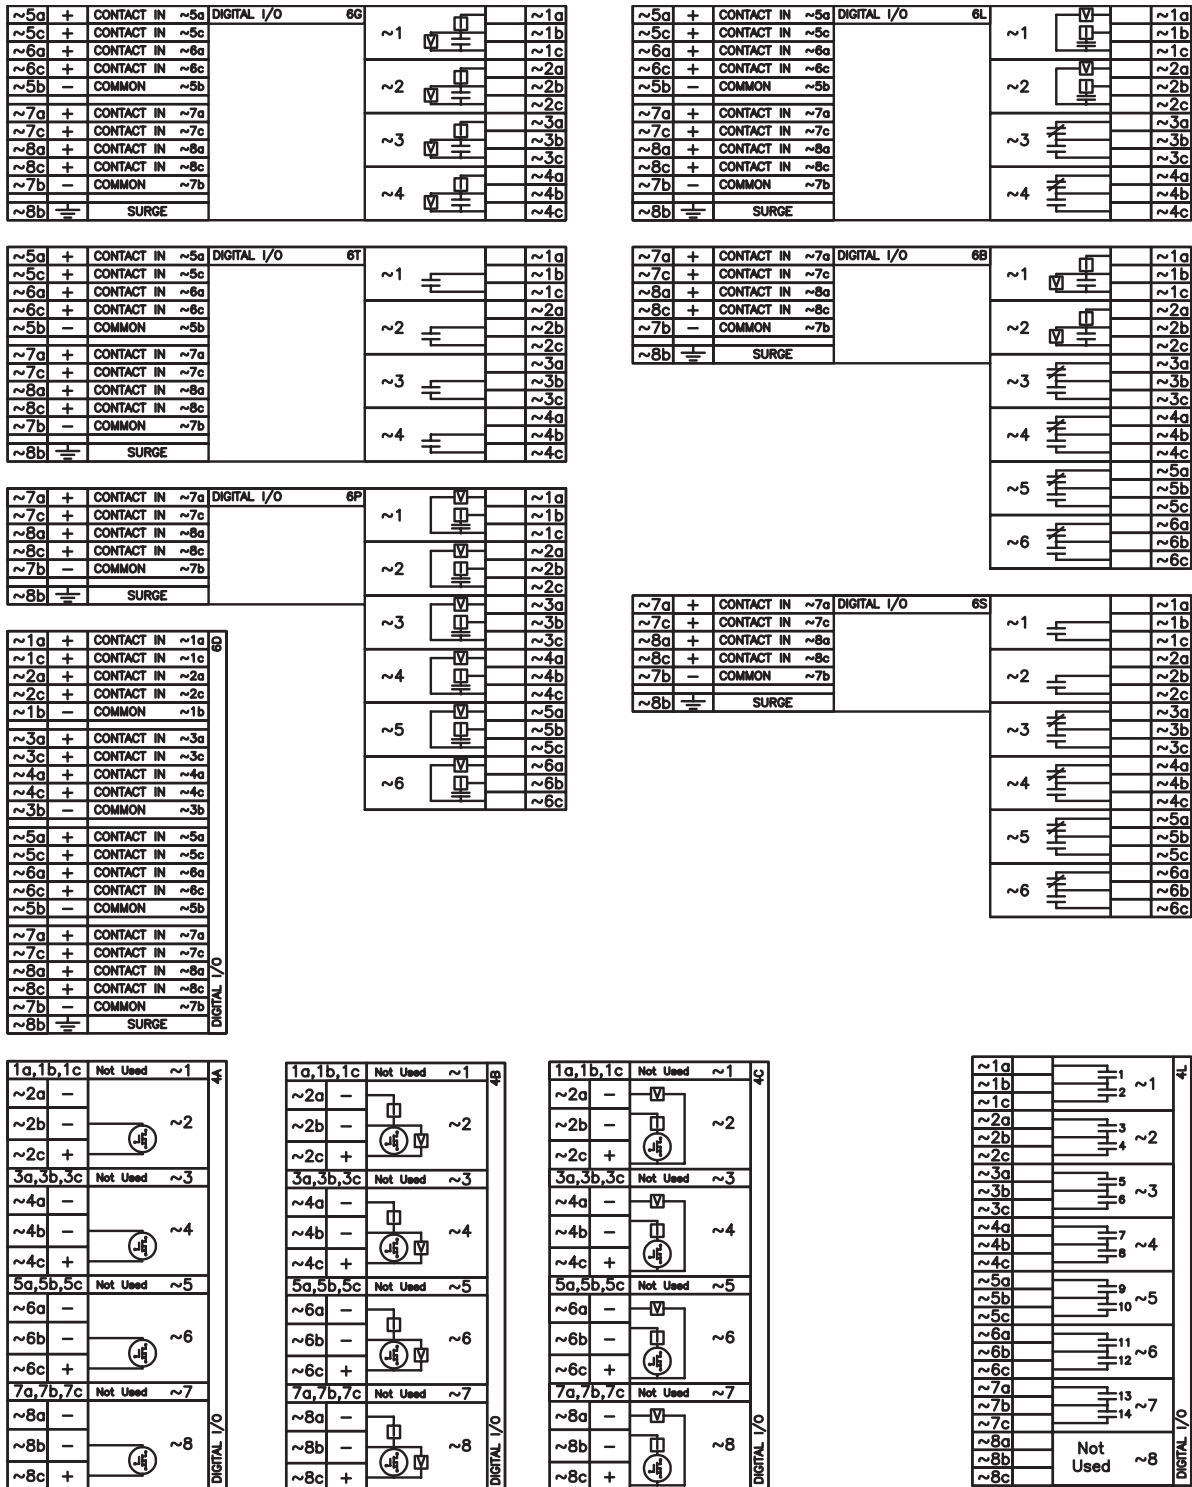 ~5a + CONTACT IN ~5a DIGITAL I/O 6G
~5c + CONTACT IN ~5c
~6a + CONTACT IN ~6a
~6c + CONTACT IN ~6c
~5b − COMMON ~5b
~7a + CONTACT IN ~7a
~7c + CONTACT IN ~7c
~8a + CONTACT IN ~8a
~8c + CONTACT IN ~8c
~7b − COMMON ~7b
~8b SURGE
~1a
~1 V ~1b
~1c
~2a
~2 V ~2b
~2c
~3a
~3 V ~3b
~3c
~4a
~4 V ~4b
~4c
~5a + CONTACT IN ~5a DIGITAL I/O 6L
~5c + CONTACT IN ~5c
~6a + CONTACT IN ~6a
~6c + CONTACT IN ~6c
~5b − COMMON ~5b
~7a + CONTACT IN ~7a
~7c + CONTACT IN ~7c
~8a + CONTACT IN ~8a
~8c + CONTACT IN ~8c
~7b − COMMON ~7b
~8b SURGE
V ~1a
~1 ~1b
~1c
V ~2a
~2 ~2b
~2c
~3a
~3 ~3b
~3c
~4a
~4 ~4b
~4c
~5a + CONTACT IN ~5a DIGITAL I/O 6T
~5c + CONTACT IN ~5c
~6a + CONTACT IN ~6a
~6c + CONTACT IN ~6c
~5b − COMMON ~5b
~7a + CONTACT IN ~7a
~7c + CONTACT IN ~7c
~8a + CONTACT IN ~8a
~8c + CONTACT IN ~8c
~7b − COMMON ~7b
~8b SURGE
~1a
~1 ~1b
~1c
~2a
~2 ~2b
~2c
~3a
~3 ~3b
~3c
~4a
~4 ~4b
~4c
~7a + CONTACT IN ~7a DIGITAL I/O 6B
~7c + CONTACT IN ~7c
~8a + CONTACT IN ~8a
~8c + CONTACT IN ~8c
~7b − COMMON ~7b
~8b SURGE
~1a
~1 V ~1b
~1c
~2a
~2 V ~2b
~2c
~3a
~3 ~3b
~3c
~4a
~4 ~4b
~4c
~5a
~5 ~5b
~5c
~6a
~6 ~6b
~6c
~7a + CONTACT IN ~7a DIGITAL I/O 6P
~7c + CONTACT IN ~7c
~8a + CONTACT IN ~8a
~8c + CONTACT IN ~8c
~7b − COMMON ~7b
~8b SURGE
V ~1a
~1 ~1b
~1c
V ~2a
~2 ~2b
~2c
V ~3a
~3 ~3b
~3c
V ~4a
~4 ~4b
~4c
V ~5a
~5 ~5b
~5c
V ~6a
~6 ~6b
~6c
~7a + CONTACT IN ~7a DIGITAL I/O 6S
~7c + CONTACT IN ~7c
~8a + CONTACT IN ~8a
~8c + CONTACT IN ~8c
~7b − COMMON ~7b
~8b SURGE
~1a
~1 ~1b
~1c
~2a
~2 ~2b
~2c
~3a
~3 ~3b
~3c
~4a
~4 ~4b
~4c
~5a
~5 ~5b
~5c
~6a
~6 ~6b
~6c
~1a + CONTACT IN ~1a 6D
~1c + CONTACT IN ~1c
~2a + CONTACT IN ~2a
~2c + CONTACT IN ~2c
~1b − COMMON ~1b
~3a + CONTACT IN ~3a
~3c + CONTACT IN ~3c
~4a + CONTACT IN ~4a
~4c + CONTACT IN ~4c
~3b − COMMON ~3b
~5a + CONTACT IN ~5a
~5c + CONTACT IN ~5c
~6a + CONTACT IN ~6a
~6c + CONTACT IN ~6c
~5b − COMMON ~5b
~7a + CONTACT IN ~7a
~7c + CONTACT IN ~7c
~8a + CONTACT IN ~8a
~8c + CONTACT IN ~8c
~7b − COMMON ~7b
~8b SURGE
DIGITAL I/O
1a,1b,1c Not Used ~1 4A
~2a −
~2b − ~2
~2c +
3a,3b,3c Not Used ~3
~4a −
~4b − ~4
~4c +
5a,5b,5c Not Used ~5
~6a −
~6b − ~6
~6c +
7a,7b,7c Not Used ~7
~8a −
~8b − ~8
~8c +
DIGITAL I/O
1a,1b,1c Not Used ~1 4B
~2a −
~2b − V ~2
~2c +
3a,3b,3c Not Used ~3
~4a −
~4b − V ~4
~4c +
5a,5b,5c Not Used ~5
~6a −
~6b − V ~6
~6c +
7a,7b,7c Not Used ~7
~8a −
~8b − V ~8
~8c +
DIGITAL I/O
1a,1b,1c Not Used ~1 4C
~2a − V
~2b − ~2
~2c +
3a,3b,3c Not Used ~3
~4a − V
~4b − ~4
~4c +
5a,5b,5c Not Used ~5
~6a − V
~6b − ~6
~6c +
7a,7b,7c Not Used ~7
~8a − V
~8b − ~8
~8c +
DIGITAL I/O
~1a 1 4L
~1b 2 ~1
~1c
~2a 3
~2b 4 ~2
~2c
~3a 5
~3b 6 ~3
~3c
~4a 7
~4b 8 ~4
~4c
~5a 9
~5b 10 ~5
~5c
~6a 11
~6b 12 ~6
~6c
~7a 13
~7b 14 ~7
~7c
~8a Not
~8b Used ~8
~8c
DIGITAL I/O